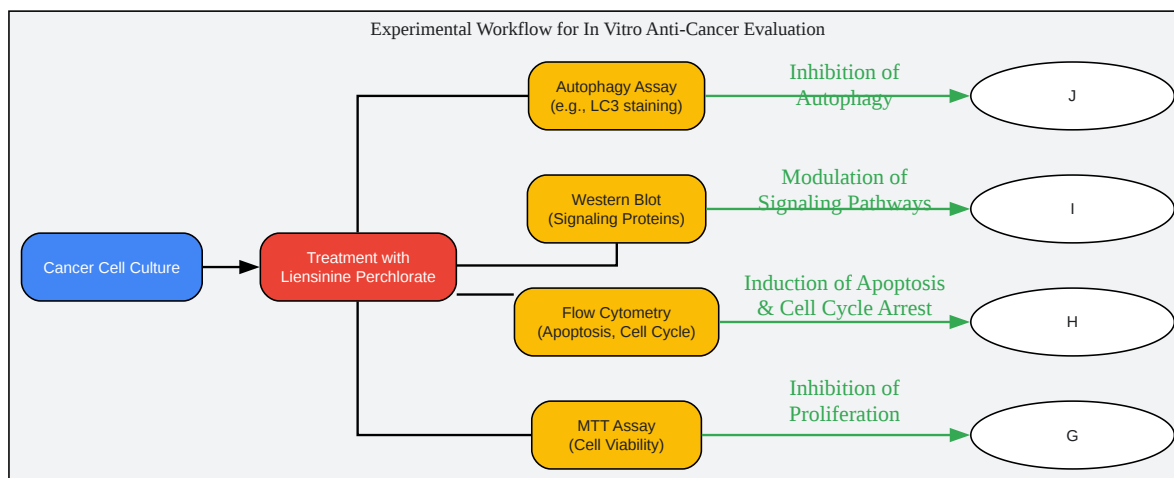 Experimental Workflow for In Vitro Anti-Cancer Evaluation
Autophagy Assay
(e.g., LC3 staining)
Inhibition of
Autophagy
J
Western Blot
(Signaling Proteins)
Modulation of
Signaling Pathways
I
Cancer Cell Culture
Treatment with
Liensinine Perchlorate
Flow Cytometry
(Apoptosis, Cell Cycle)
Induction of Apoptosis
& Cell Cycle Arrest
H
MTT Assay
(Cell Viability)
Inhibition of
Proliferation
G